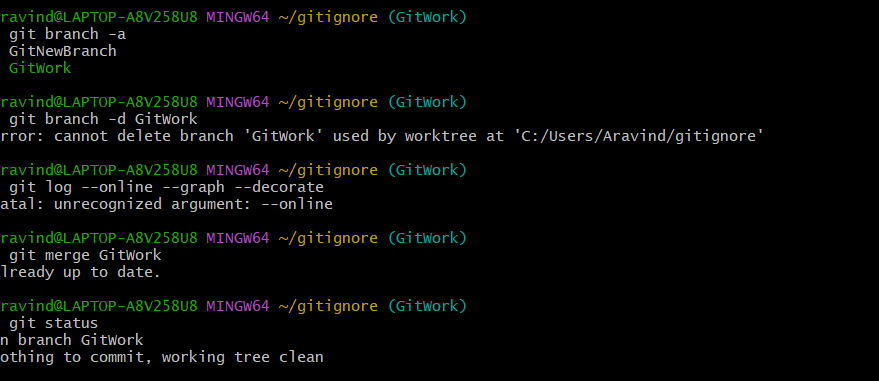 ravind@LAPTOP-A8V258U8 MINGW64 ~/gitignore (GitWork)
git branch -a
GitNewBranch
GitWork
ravind@LAPTOP-A8V258U8 MINGW64 ~/gitignore (GitWork)
git branch -d GitWork
rror: cannot delete branch 'GitWork' used by worktree at 'C:/Users/Aravind/gitignore'
ravind@LAPTOP-A8V258U8 MINGW64 ~/gitignore (GitWork)
git log --online --graph --decorate
atal: unrecognized argument: --online
ravind@LAPTOP-A8V258U8 MINGW64 ~/gitignore (GitWork)
git merge GitWork
lready up to date.
ravind@LAPTOP-A8V258U8 MINGW64 ~/gitignore (GitWork)
git status
n branch GitWork
othing to commit, working tree clean